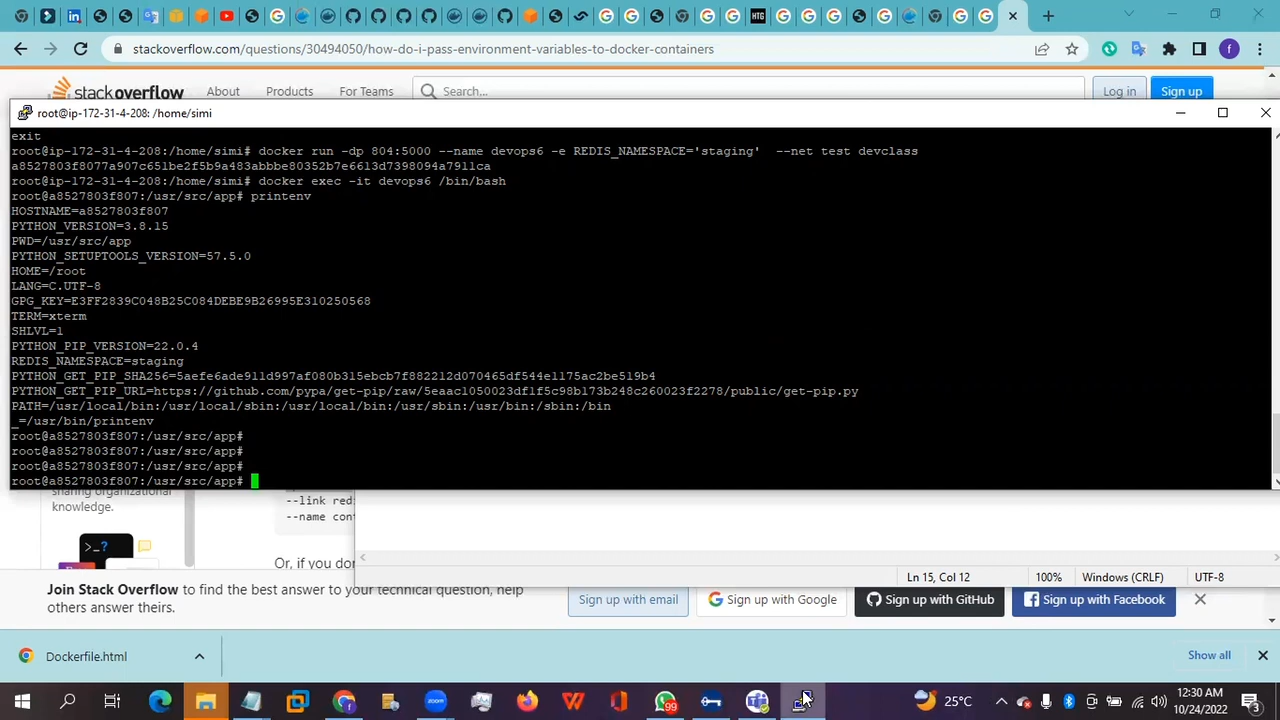 stackoverflow.com/questions/30494050/how-do-i-pass-environment-variables-to-docker-containers
f
HTG
stackoverflow
About
Products
For Teams
Search...
Log in
Sign up
root@ip-172-31-4-208: /home/simi
exit
root@ip-172-31-4-208:/home/simi# docker run -dp 804:5000 --name devops6 -e REDIS_NAMESPACE='staging'  --net test devclass
a8527803f8077a907c651be2f5b9a483abbbe80352b7e6613d7398094a7911ca
root@ip-172-31-4-208:/home/simi# docker exec -it devops6 /bin/bash
root@a8527803f807:/usr/src/app# printenv
HOSTNAME=a8527803f807
PYTHON_VERSION=3.8.15
PWD=/usr/src/app
PYTHON_SETUPTOOLS_VERSION=57.5.0
HOME=/root
LANG=C.UTF-8
GPG_KEY=E3FF2839C048B25C084DEBE9B26995E310250568
TERM=xterm
SHLVL=1
PYTHON_PIP_VERSION=22.0.4
REDIS_NAMESPACE=staging
PYTHON_GET_PIP_SHA256=5aefe6ade911d997af080b315ebcb7f882212d070465df544e1175ac2be519b4
PYTHON_GET_PIP_URL=https://github.com/pypa/get-pip/raw/5eaac1050023df1f5c98b173b248c260023f2278/public/get-pip.py
PATH=/usr/local/bin:/usr/local/sbin:/usr/local/bin:/usr/sbin:/usr/bin:/sbin:/bin
_=/usr/bin/printenv
root@a8527803f807:/usr/src/app#
root@a8527803f807:/usr/src/app#
root@a8527803f807:/usr/src/app#
root@a8527803f807:/usr/src/app#
sharing organizational
knowledge.
--link redi
--name cont
Or, if you don
Ln 15, Col 12
100%
Windows (CRLF)
UTF-8
Join Stack Overflow to finding the best answer to your technical question, help
others answer theirs.
Sign up with email
Sign up with Google
Sign up with GitHub
Sign up with Facebook
Dockerfile.html
Show all
zoom
99
25°C
12:30 AM
10/24/2022
3